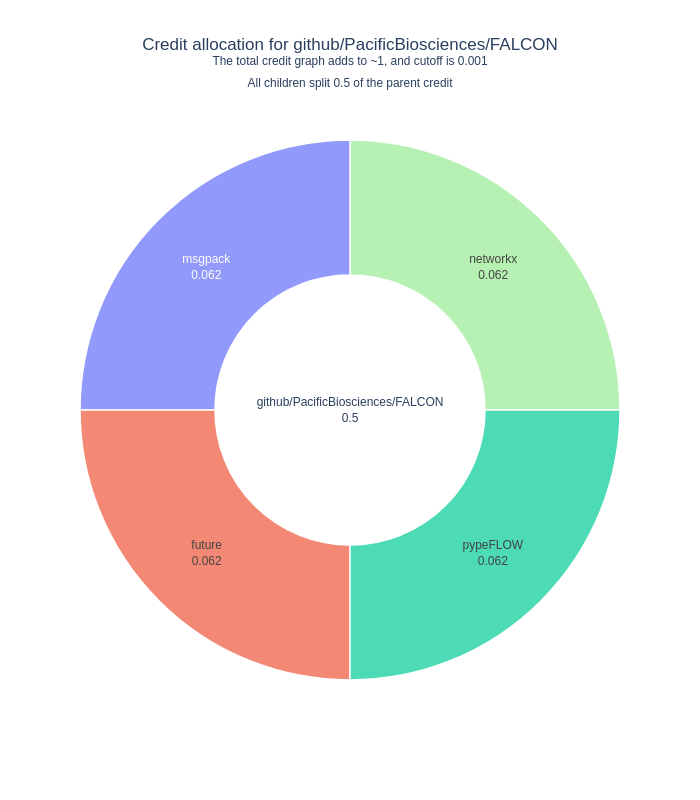 Credit allocation for github/PacificBiosciences/FALCON
The total credit graph adds to ~1, and cutoff is 0.001
All children split 0.5 of the parent credit
msgpack
0.062
networkx
0.062
github/PacificBiosciences/FALCON
0.5
future
0.062
pypeFLOW
0.062